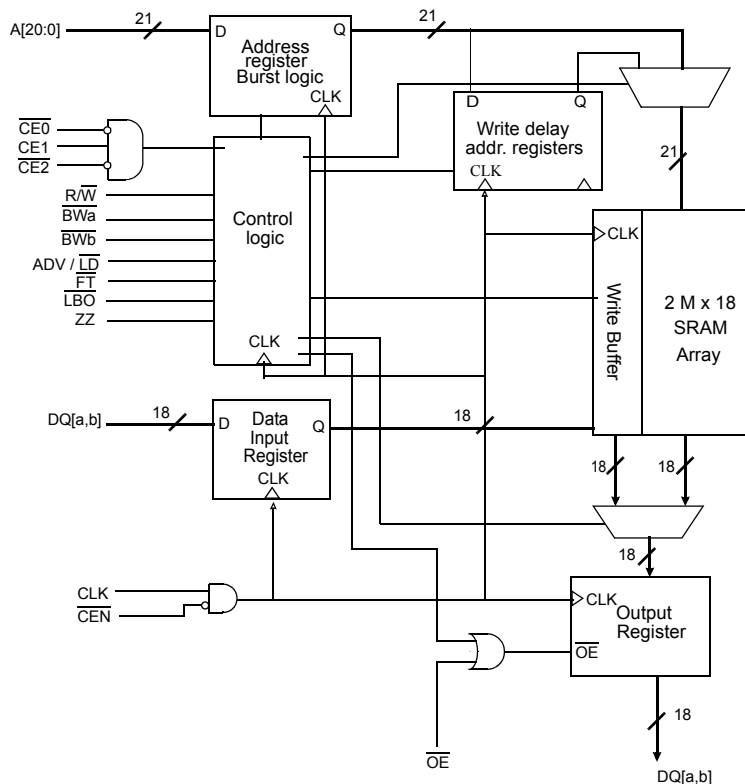 A[20:0]
21
D
Q
Address
register
Burst logic
CLK
21
D
Q
Write delay
addr. registers
CLK
21
CE0
CE1
CE2
R/W
BWa
BWb
ADV / LD
FT
LBO
ZZ
Control
logic
CLK
CLK
Write Buffer
2 M x 18
SRAM
Array
DQ[a,b]
18
D
Q
Data
Input
Register
CLK
18
18
18
18
CLK
CEN
CLK
Output
Register
OE
OE
18
DQ[a,b]